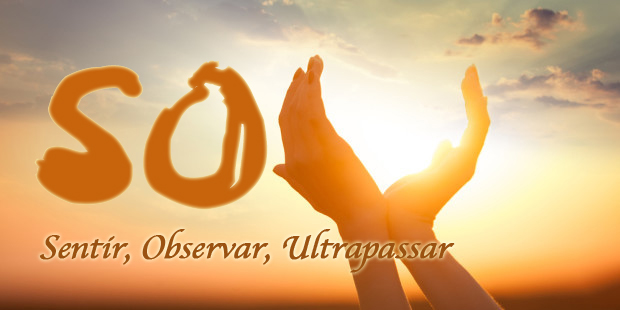 SO
Sentir, Observar, Ultrapassar